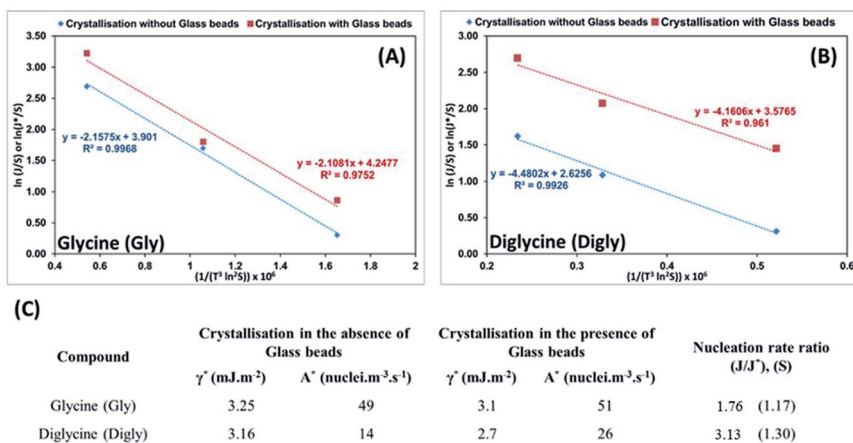 Crystallisation without Glass beads Crystallisation with Glass beads
(A)
ln (J/S) or ln(J*/S)
3.50
3.00
2.50
2.00
1.50
1.00
0.50
0.00
y = -2.1575x + 3.901
R² = 0.9968
y = -2.1081x + 4.2477
R² = 0.9752
Glycine (Gly)
0.4 0.6 0.8 1 1.2 1.4 1.6 1.8 2
(1/(T³ ln²S)) x 10⁶
Crystallisation without Glass beads Crystallisation with Glass beads
(B)
ln (J/S) or ln(J*/S)
3.00
2.50
2.00
1.50
1.00
0.50
0.00
y = -4.1606x + 3.5765
R² = 0.961
y = -4.4802x + 2.6256
R² = 0.9926
Diglycine (Digly)
0.2 0.3 0.4 0.5 0.6
(1/(T³ ln²S)) x 10⁶
(C)
Compound
Crystallisation in the absence of
Glass beads
γ* (mJ.m⁻²) A* (nuclei.m⁻³.s⁻¹)
Crystallisation in the presence of
Glass beads
γ* (mJ.m⁻²) A* (nuclei.m⁻³.s⁻¹)
Nucleation rate ratio
(J/J*), (S)
Glycine (Gly) 3.25 49 3.1 51 1.76 (1.17)
Diglycine (Digly) 3.16 14 2.7 26 3.13 (1.30)